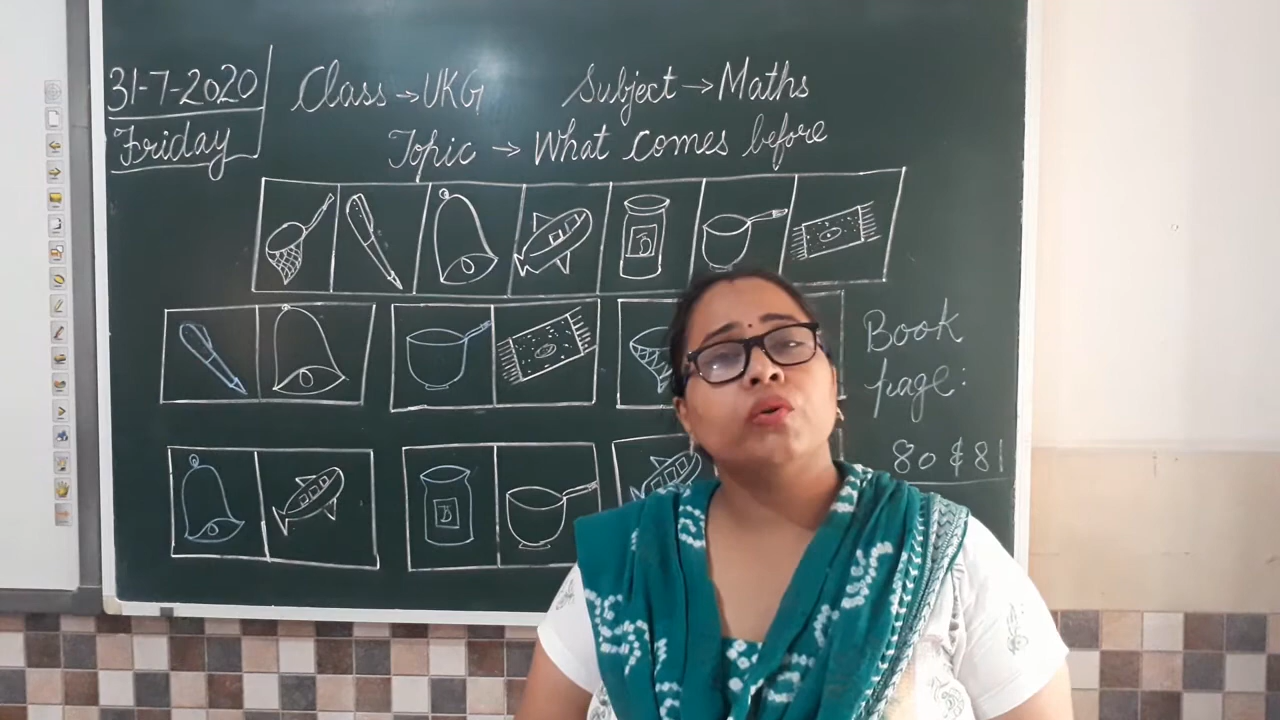 31-7-2020
Friday
Class → UKG
Subject → Maths
Topic → What comes before
Book
page:
80 & 81